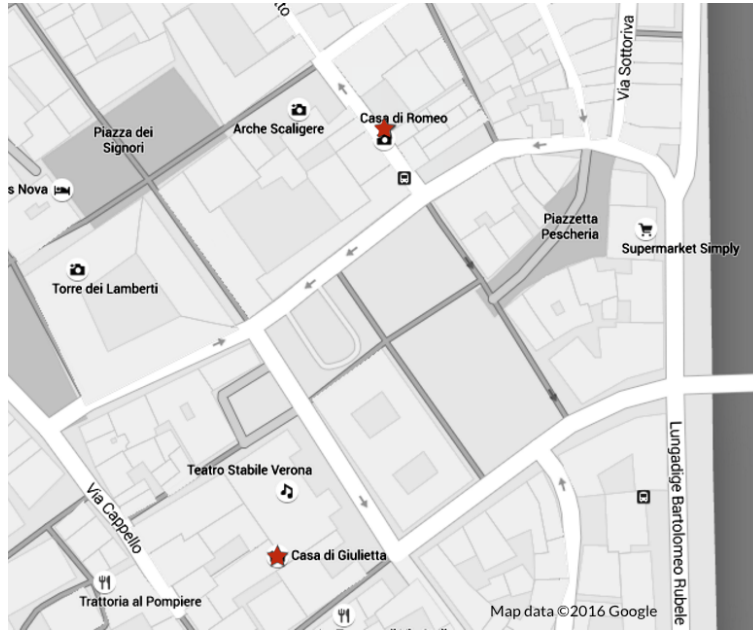 to
Via Sottoriva
Casa di Romeo
Arche Scaligere
Piazza dei
Signori
s Nova
Piazzetta
Pescheria
Supermarket Simply
Torre dei Lamberti
Teatro Stabile Verona
Via Cappello
Casa di Giulietta
Lungadige Bartolomeo Rubele
Trattoria al Pompiere
Map data ©2016 Google